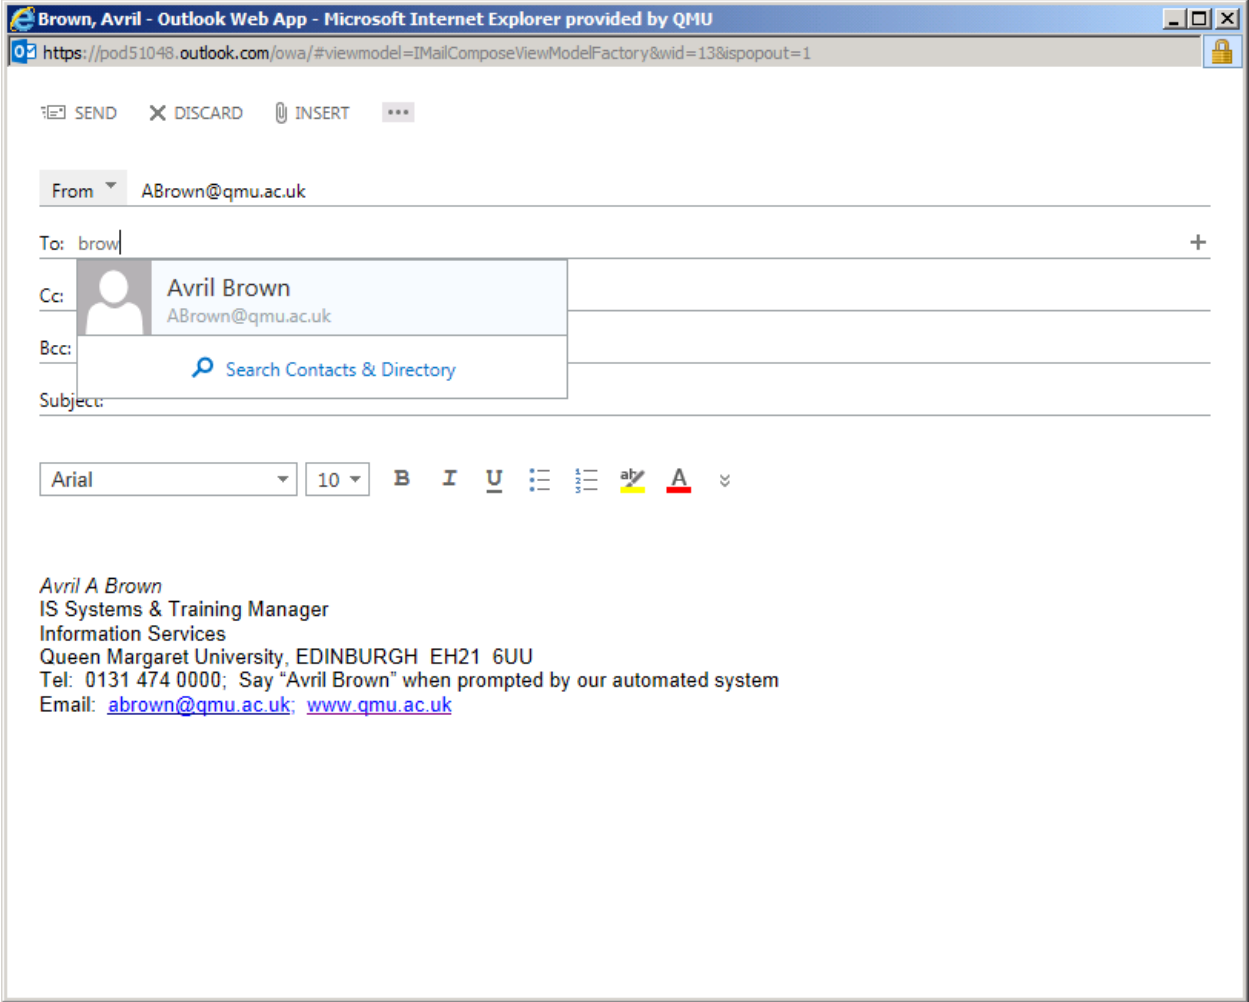 Brown, Avril - Outlook Web App - Microsoft Internet Explorer provided by QMU
https://pod51048.outlook.com/owa/#viewmodel=IMailComposeViewModelFactory&wid=13&ispopout=1
SEND DISCARD INSERT ...
From ABrown@qmu.ac.uk
To: brow
Avril Brown
Cc:
ABrown@qmu.ac.uk
Bcc:
Search Contacts & Directory
Subject:
Arial 10 B I U ab A
Avril A Brown
IS Systems & Training Manager
Information Services
Queen Margaret University, EDINBURGH EH21 6UU
Tel: 0131 474 0000; Say “Avril Brown” when prompted by our automated system
Email: abrown@qmu.ac.uk; www.qmu.ac.uk